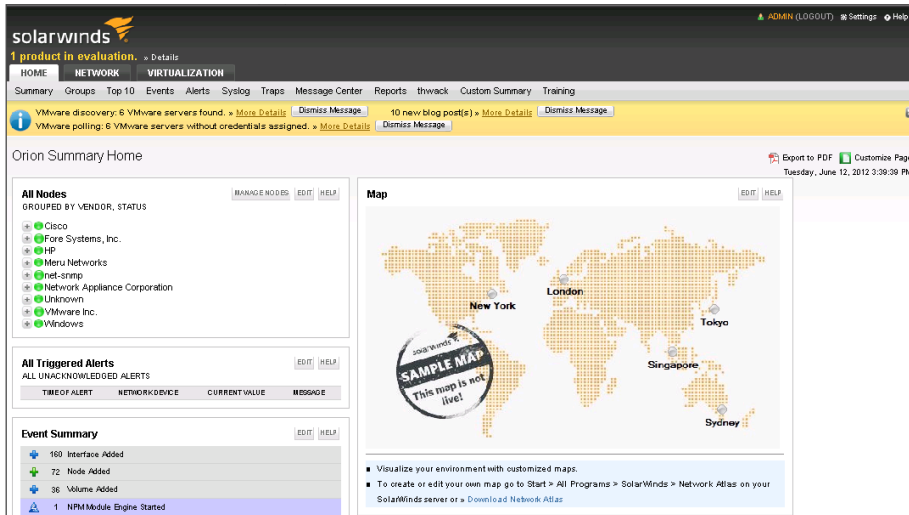 ADMIN (LOGOUT) Settings Help
solarwinds
1 product in evaluation. » Details
HOME NETWORK VIRTUALIZATION
Summary Groups Top 10 Events Alerts Syslog Traps Message Center Reports thwack Custom Summary Training
VMware discovery: 6 VMware servers found. » More Details Dismiss Message 10 new blog post(s) » More Details Dismiss Message
VMware polling: 6 VMware servers without credentials assigned. » More Details Dismiss Message
Orion Summary Home
Export to PDF Customize Page
Tuesday, June 12, 2012 3:39:39 PM
All Nodes MANAGE NODES EDIT HELP
GROUPED BY VENDOR, STATUS
Cisco
Fore Systems, Inc.
HP
Meru Networks
net-snmp
Network Appliance Corporation
Unknown
VMware Inc.
Windows
All Triggered Alerts EDIT HELP
ALL UNACKNOWLEDGED ALERTS
TIME OF ALERT NETWORK DEVICE CURRENT VALUE MESSAGE
Event Summary EDIT HELP
160 Interface Added
72 Node Added
36 Volume Added
1 NPM Module Engine Started
Map EDIT HELP
London
New York
Tokyo
Singapore
Sydney
solarwinds
SAMPLE MAP
This map is not
live!
Visualize your environment with customized maps.
To create or edit your own map go to Start > All Programs > SolarWinds > Network Atlas on your
SolarWinds server or » Download Network Atlas